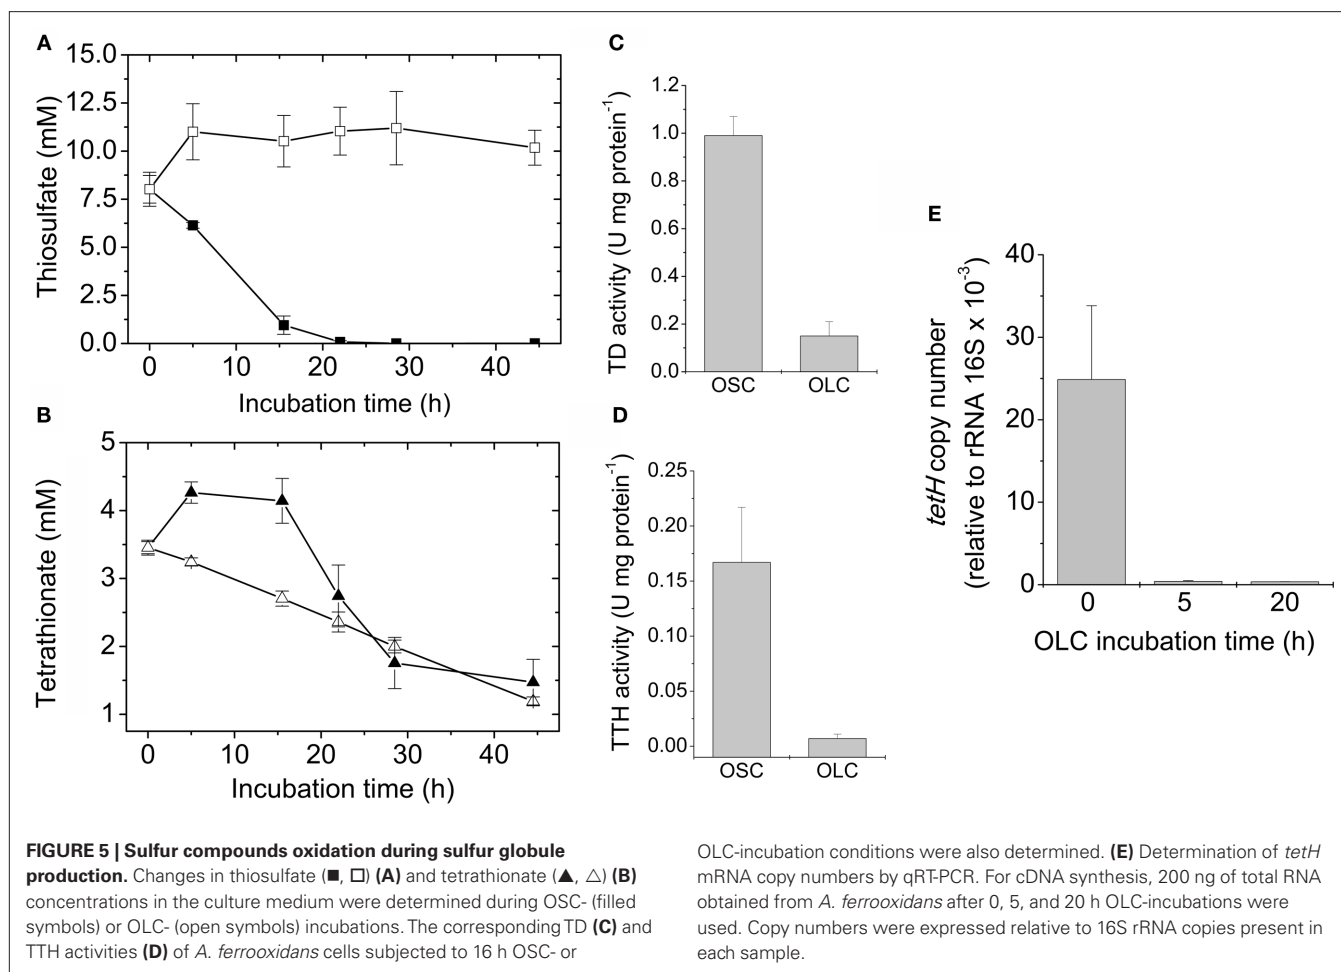 A
15.0
12.5
10.0
7.5
5.0
2.5
0.0
Thiosulfate (mM)
0 10 20 30 40
Incubation time (h)
B
5
4
3
2
1
Tetrathionate (mM)
0 10 20 30 40
Incubation time (h)
C
1.2
1.0
0.8
0.6
0.4
0.2
0.0
TD activity (U mg protein⁻¹)
OSC OLC
D
0.25
0.20
0.15
0.10
0.05
0.00
TTH activity (U mg protein⁻¹)
OSC OLC
E
40
30
20
10
0
tetH copy number
(relative to rRNA 16S x 10⁻³)
0 5 20
OLC incubation time (h)
FIGURE 5 | Sulfur compounds oxidation during sulfur globule
production. Changes in thiosulfate (■, □) (A) and tetrathionate (▲, △) (B)
concentrations in the culture medium were determined during OSC- (filled
symbols) or OLC- (open symbols) incubations. The corresponding TD (C) and
TTH activities (D) of A. ferrooxidans cells subjected to 16 h OSC- or
OLC-incubation conditions were also determined. (E) Determination of tetH
mRNA copy numbers by qRT-PCR. For cDNA synthesis, 200 ng of total RNA
obtained from A. ferrooxidans after 0, 5, and 20 h OLC-incubations were
used. Copy numbers were expressed relative to 16S rRNA copies present in
each sample.